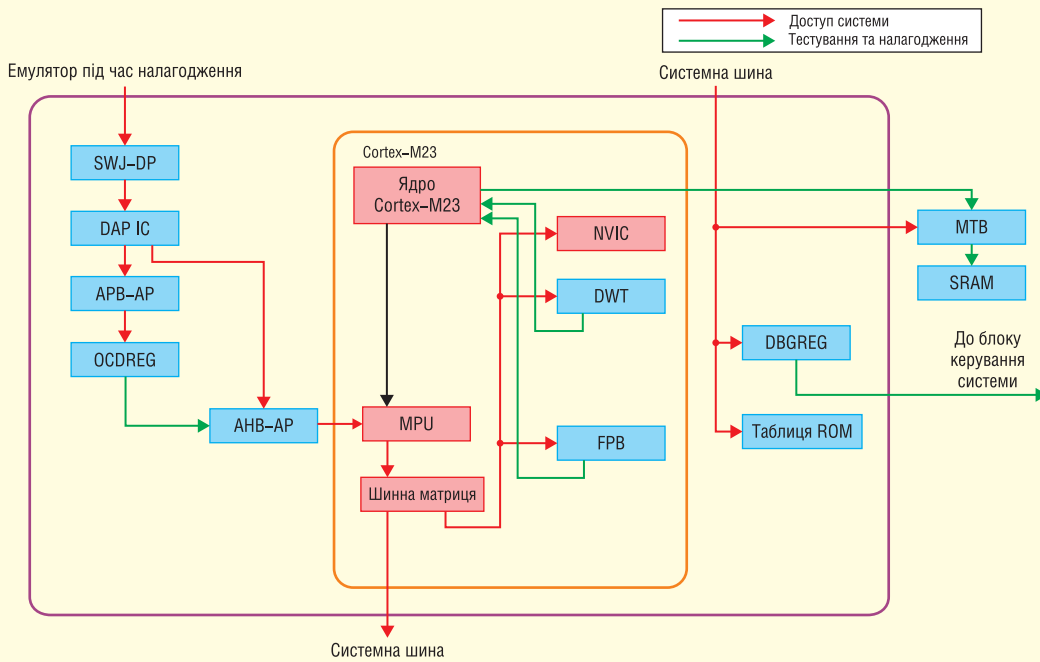 Доступ системи
Тестування та налагодження
Емулятор під час налагодження
Системна шина
Cortex–M23
SWJ–DP
Ядро
Cortex–M23
DAP IC
NVIC
MTB
APB–AP
DWT
SRAM
OCDREG
DBGREG
До блоку
керування
системи
AHB–AP
MPU
FPB
Таблиця ROM
Шинна матриця
Системна шина